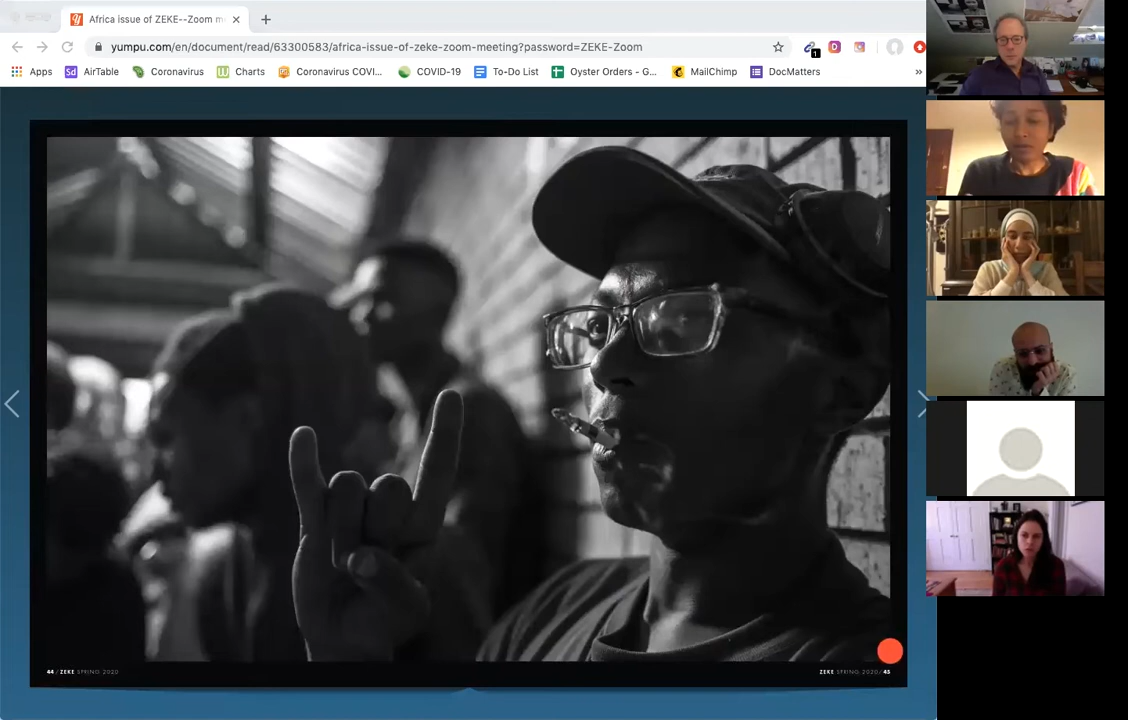 Africa issue of ZEKE--Zoom m
yumpu.com/en/document/read/63300583/africa-issue-of-zeke-zoom-meeting?password=ZEKE-Zoom
1
Apps Sd AirTable Coronavirus Charts Coronavirus COVI... COVID-19 To-Do List Oyster Orders - G... MailChimp DocMatters »
44 / ZEKE SPRING 2020
ZEKE SPRING 2020 / 45